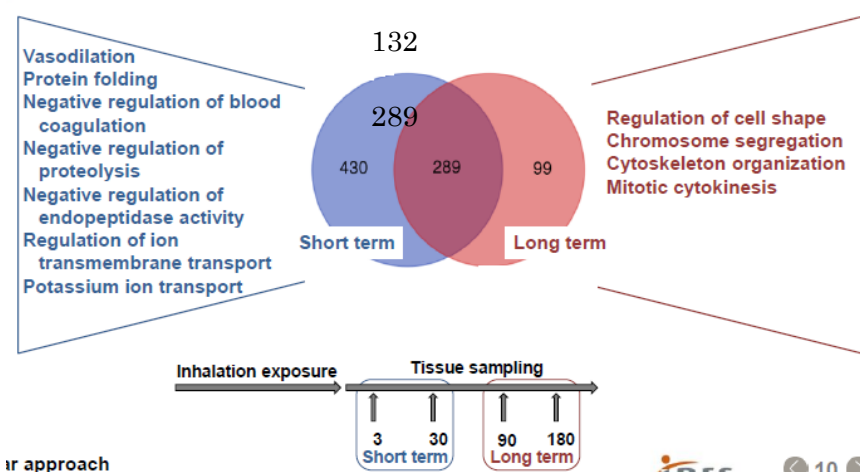 132
Vasodilation
Protein folding
Negative regulation of blood
coagulation
Negative regulation of
proteolysis
Negative regulation of
endopeptidase activity
Regulation of ion
transmembrane transport
Potassium ion transport
289
430
289
99
Short term
Long term
Regulation of cell shape
Chromosome segregation
Cytoskeleton organization
Mitotic cytokinesis
Inhalation exposure
Tissue sampling
3
30
90
180
Short term
Long term
ar approach
10